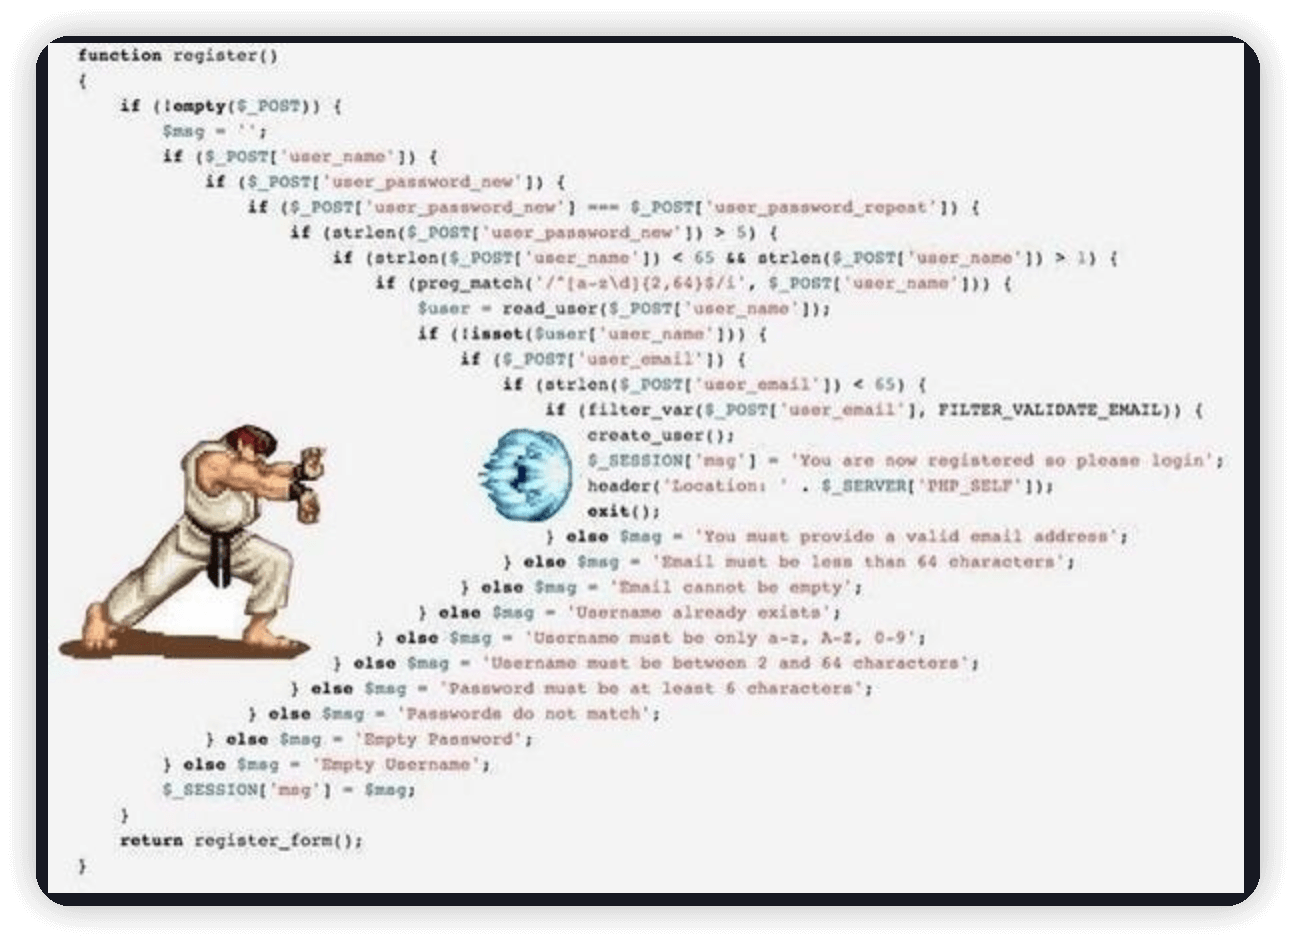 function register()
{
if (!empty($_POST)) {
$msg = '';
if ($_POST['user_name']) {
if ($_POST['user_password_new']) {
if ($_POST['user_password_new'] === $_POST['user_password_repeat']) {
if (strlen($_POST['user_password_new']) > 5) {
if (strlen($_POST['user_name']) < 65 && strlen($_POST['user_name']) > 1) {
if (preg_match('/^[a-z\d]{2,64}$/i', $_POST['user_name'])) {
$user = read_user($_POST['user_name']);
if (!isset($user['user_name'])) {
if ($_POST['user_email']) {
if (strlen($_POST['user_email']) < 65) {
if (filter_var($_POST['user_email'], FILTER_VALIDATE_EMAIL)) {
create_user();
$_SESSION['msg'] = 'You are now registered so please login';
header('Location: ' . $_SERVER['PHP_SELF']);
exit();
} else $msg = 'You must provide a valid email address';
} else $msg = 'Email must be less than 64 characters';
} else $msg = 'Email cannot be empty';
} else $msg = 'Username already exists';
} else $msg = 'Username must be only a-z, A-Z, 0-9';
} else $msg = 'Username must be between 2 and 64 characters';
} else $msg = 'Password must be at least 6 characters';
} else $msg = 'Passwords do not match';
} else $msg = 'Empty Password';
} else $msg = 'Empty Username';
$_SESSION['msg'] = $msg;
}
return register_form();
}